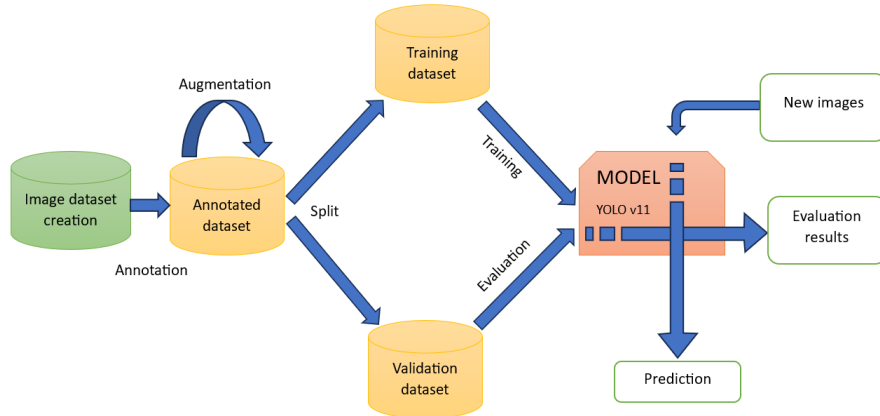 Training
dataset
Augmentation
New images
Image dataset
creation
Annotated
dataset
Annotation
Split
Training
Evaluation
MODEL
YOLO v11
Evaluation
results
Validation
dataset
Prediction